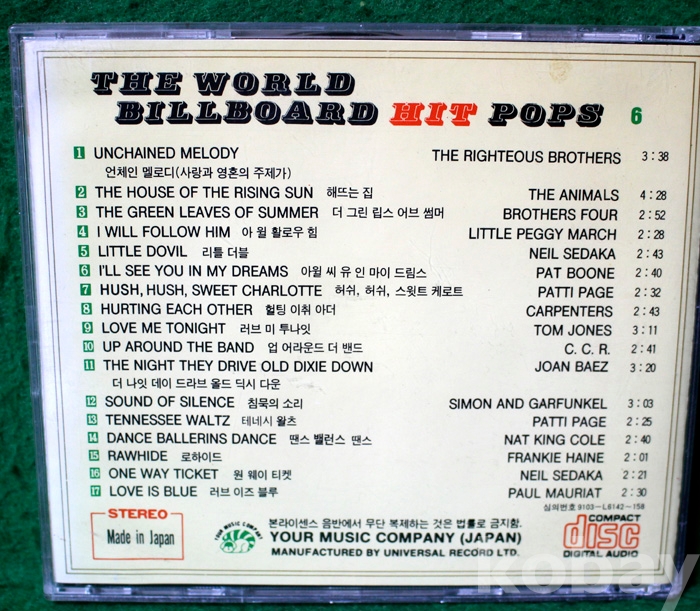 THE WORLD
BILLBOARD HIT POPS 6
1 UNCHAINED MELODY THE RIGHTEOUS BROTHERS 3:38
언체인 멜로디(사랑과 영혼의 주제가)
2 THE HOUSE OF THE RISING SUN 해뜨는 집 THE ANIMALS 4:28
3 THE GREEN LEAVES OF SUMMER 더 그린 립스 어브 썸머 BROTHERS FOUR 2:52
4 I WILL FOLLOW HIM 아 윌 활로우 힘 LITTLE PEGGY MARCH 2:28
5 LITTLE DOVIL 리틀 더블 NEIL SEDAKA 2:43
6 I'LL SEE YOU IN MY DREAMS 아윌 씨 유 인 마이 드림스 PAT BOONE 2:40
7 HUSH, HUSH, SWEET CHARLOTTE 허쉬, 허쉬, 스윗트 케로트 PATTI PAGE 2:32
8 HURTING EACH OTHER 헐팅 이취 아더 CARPENTERS 2:43
9 LOVE ME TONIGHT 러브 미 투나잇 TOM JONES 3:11
10 UP AROUND THE BAND 업 어라운드 더 밴드 C. C. R. 2:41
11 THE NIGHT THEY DRIVE OLD DIXIE DOWN JOAN BAEZ 3:20
더 나잇 데이 드라브 올드 딕시 다운
12 SOUND OF SILENCE 침묵의 소리 SIMON AND GARFUNKEL 3:03
13 TENNESSEE WALTZ 테네시 왈츠 PATTI PAGE 2:25
14 DANCE BALLERINS DANCE 땐스 밸런스 땐스 NAT KING COLE 2:40
15 RAWHIDE 로하이드 FRANKIE HAINE 2:01
16 ONE WAY TICKET 원 웨이 티켓 NEIL SEDAKA 2:21
17 LOVE IS BLUE 러브 이즈 블루 PAUL MAURIAT 2:30
심의번호 9103-L6142-158
STEREO
Made in Japan
YOUR MUSIC COMPANY
본라이센스 음반에서 무단 복제하는 것은 법률로 금지함.
YOUR MUSIC COMPANY (JAPAN)
MANUFACTURED BY UNIVERSAL RECORD LTD.
COMPACT
disc
DIGITAL AUDIO
kobay